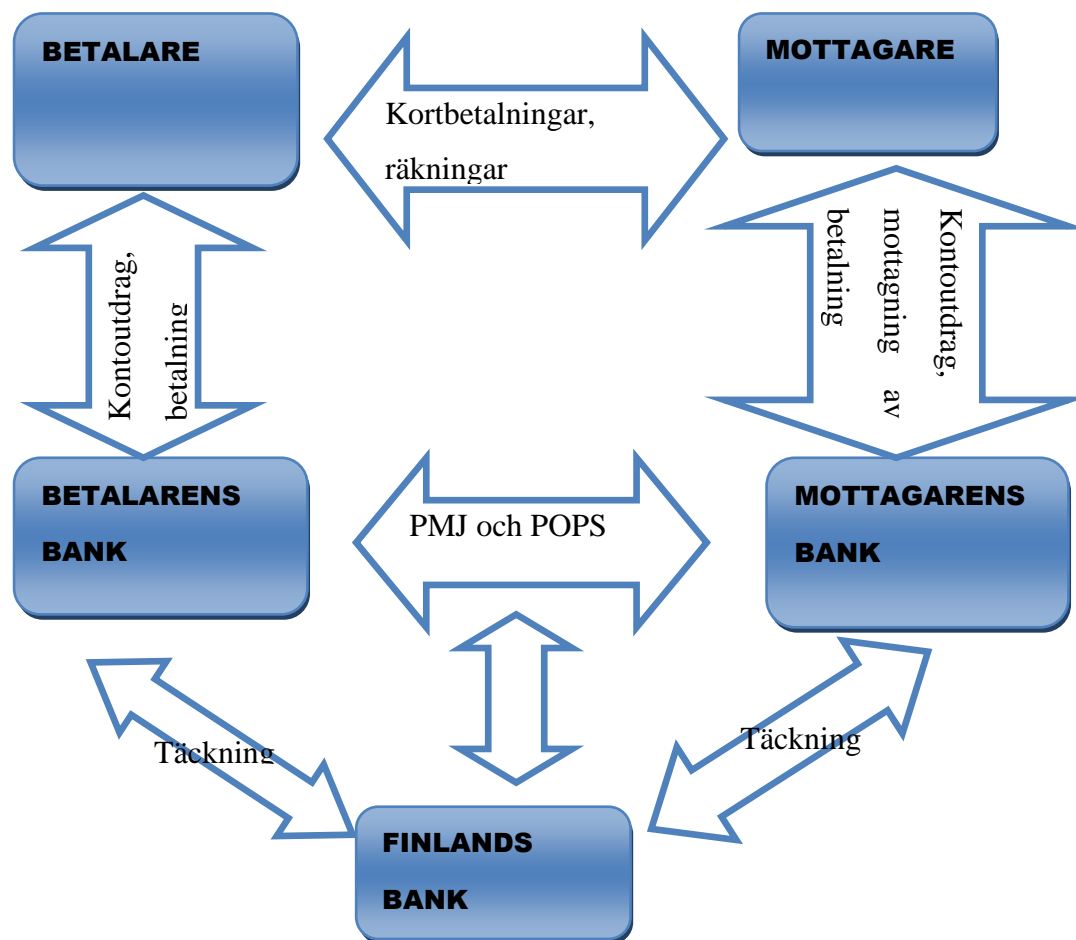 BETALARE
MOTTAGARE
Kortbetalningar,
räkningar
Kontoutdrag,
betalning
Kontoutdrag,
mottagning av
betalning
BETALARENS
BANK
PMJ och POPS
MOTTAGARENS
BANK
Täckning
Täckning
FINLANDS
BANK